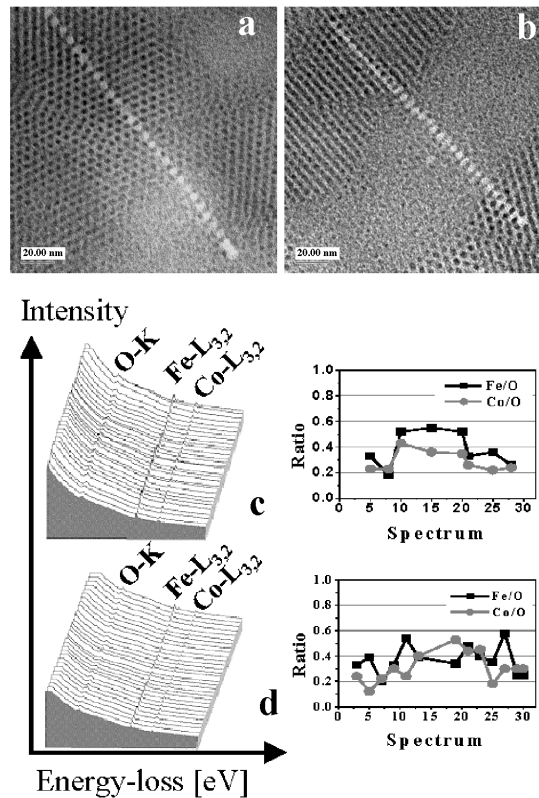 a
b
20.00 nm
20.00 nm
Intensity
O-K
Fe-L3,2
Co-L3,2
c
1.0
0.8
0.6
0.4
0.2
0.0
Ratio
Fe/O
Co/O
0 5 10 15 20 25 30
Spectrum
O-K
Fe-L3,2
Co-L3,2
d
1.0
0.8
0.6
0.4
0.2
0.0
Ratio
Fe/O
Co/O
0 5 10 15 20 25 30
Spectrum
Energy-loss [eV]